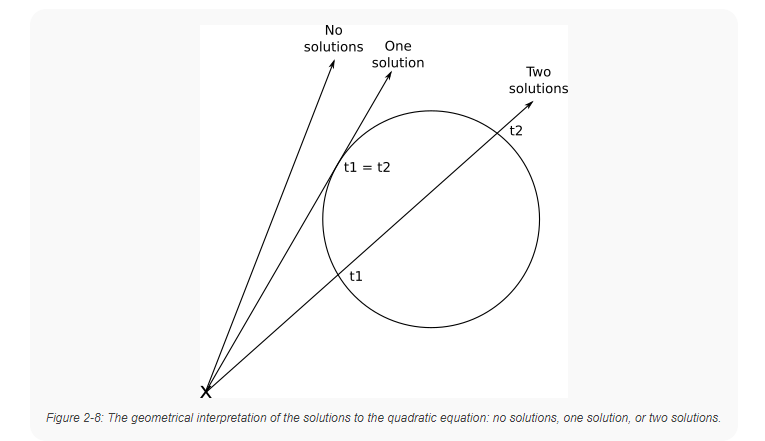 No
solutions
One
solution
Two
solutions
t2
t1 = t2
t1
X
Figure 2-8: The geometrical interpretation of the solutions to the quadratic equation: no solutions, one solution, or two solutions.